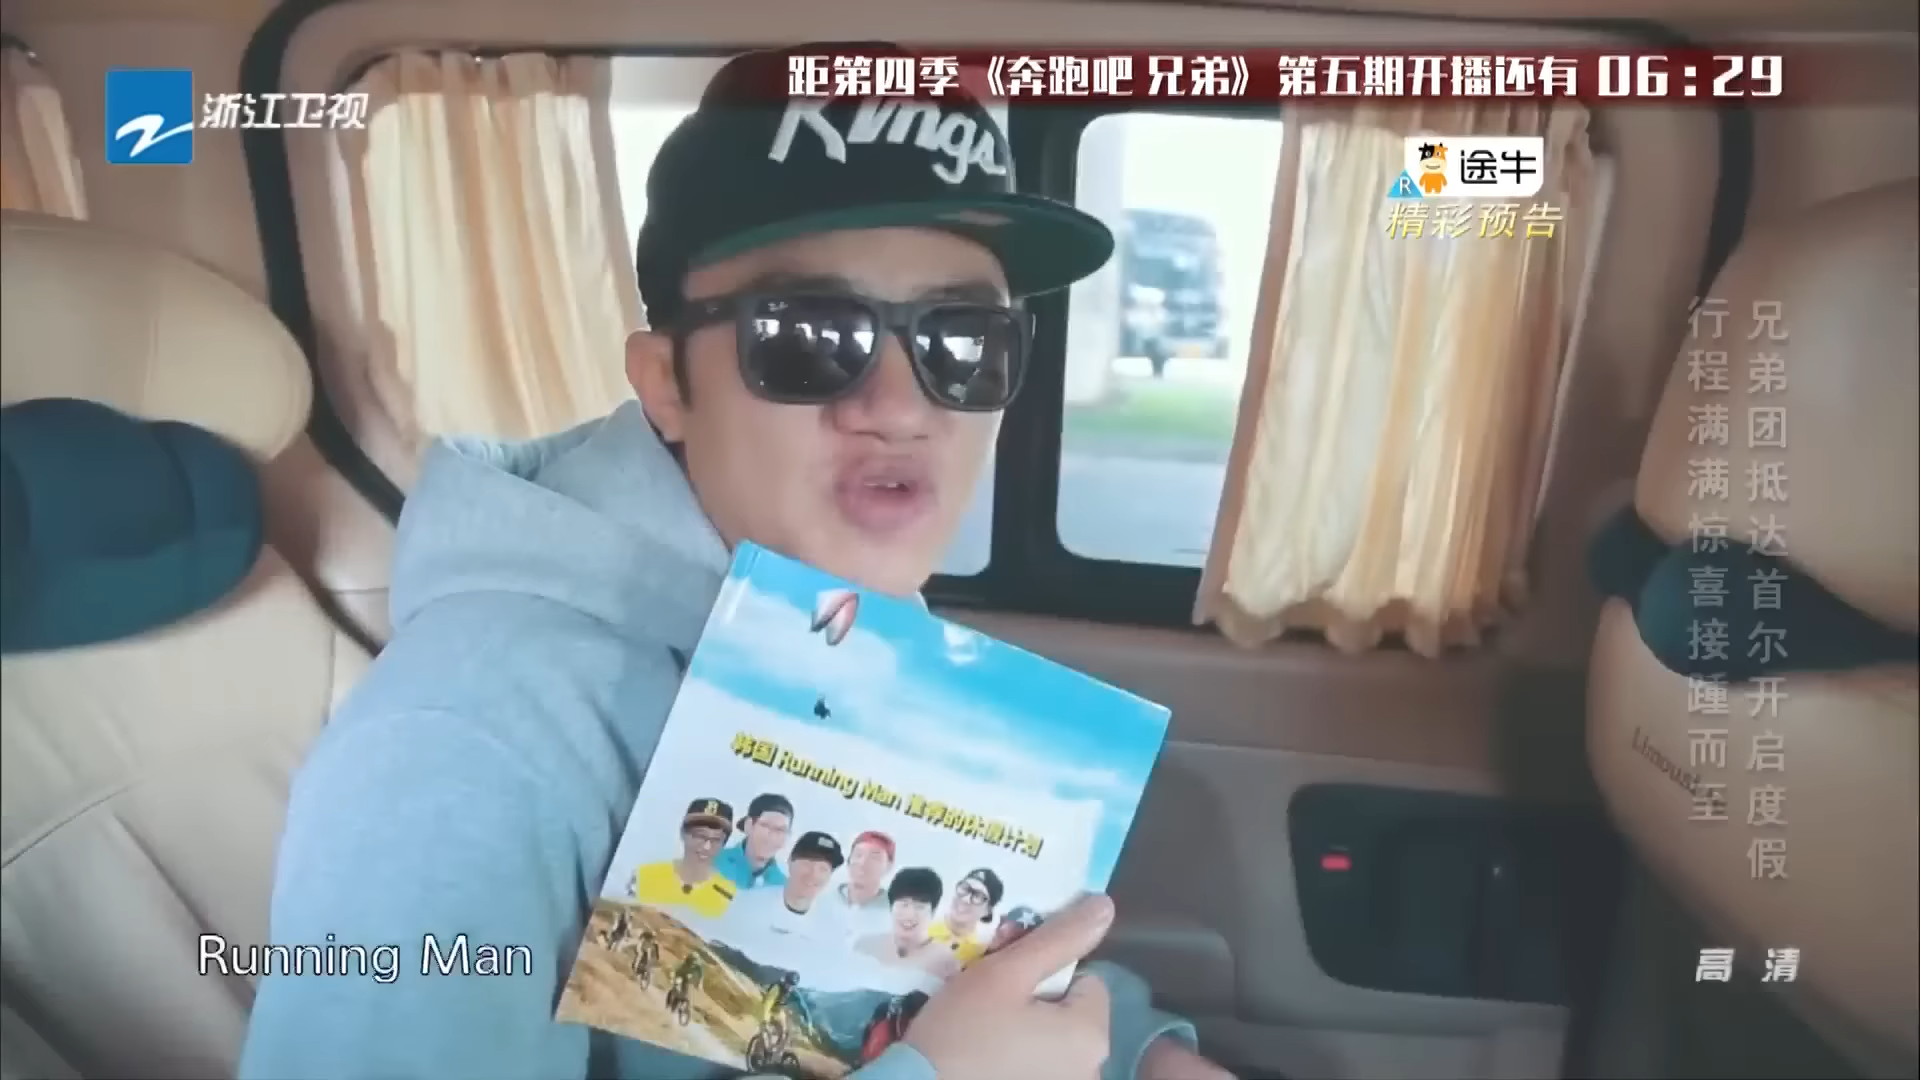 距第四季《奔跑吧 兄弟》第五期开播还有 06:29
浙江卫视
Kings
R
途牛
精彩预告
兄弟团抵达首尔开启度假
行程满满惊喜接踵而至
韩国 Running Man 推荐的休假计划
B
Running Man
高清